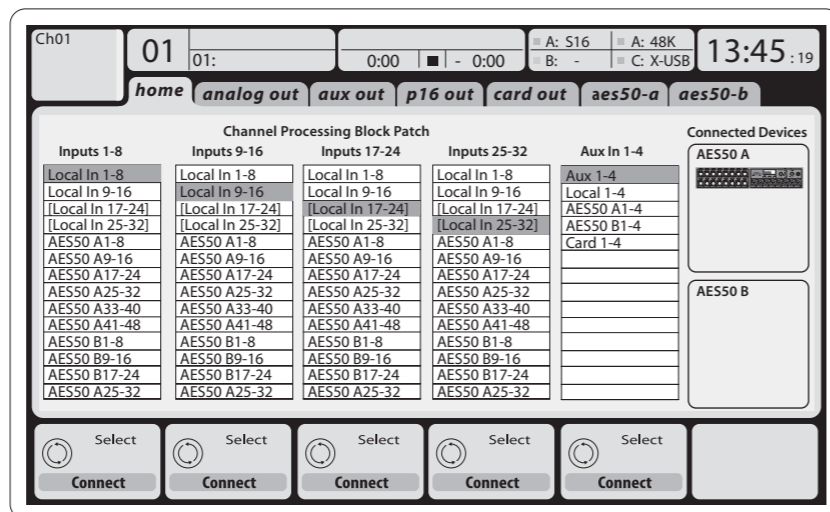 Ch01
01
01:
0:00
- 0:00
A: S16
A: 48K
B: -
C: X-USB
13:45 :19
home analog out aux out p16 out card out aes50-a aes50-b
Channel Processing Block Patch
Connected Devices
Inputs 1-8 Inputs 9-16 Inputs 17-24 Inputs 25-32 Aux In 1-4
AES50 A
Local In 1-8 Local In 1-8 Local In 1-8 Local In 1-8 Aux 1-4
Local In 9-16 Local In 9-16 Local In 9-16 Local In 9-16 Local 1-4
[Local In 17-24] [Local In 17-24] [Local In 17-24] [Local In 17-24] AES50 A1-4
[Local In 25-32] [Local In 25-32] [Local In 25-32] [Local In 25-32] AES50 B1-4
AES50 A1-8 AES50 A1-8 AES50 A1-8 AES50 A1-8 Card 1-4
AES50 A9-16 AES50 A9-16 AES50 A9-16 AES50 A9-16
AES50 A17-24 AES50 A17-24 AES50 A17-24 AES50 A17-24
AES50 A25-32 AES50 A25-32 AES50 A25-32 AES50 A25-32
AES50 B
AES50 A33-40 AES50 A33-40 AES50 A33-40 AES50 A33-40
AES50 A41-48 AES50 A41-48 AES50 A41-48 AES50 A41-48
AES50 B1-8 AES50 B1-8 AES50 B1-8 AES50 B1-8
AES50 B9-16 AES50 B9-16 AES50 B9-16 AES50 B9-16
AES50 B17-24 AES50 B17-24 AES50 B17-24 AES50 B17-24
AES50 A25-32 AES50 A25-32 AES50 A25-32 AES50 A25-32
Select Select Select Select Select
Connect Connect Connect Connect Connect